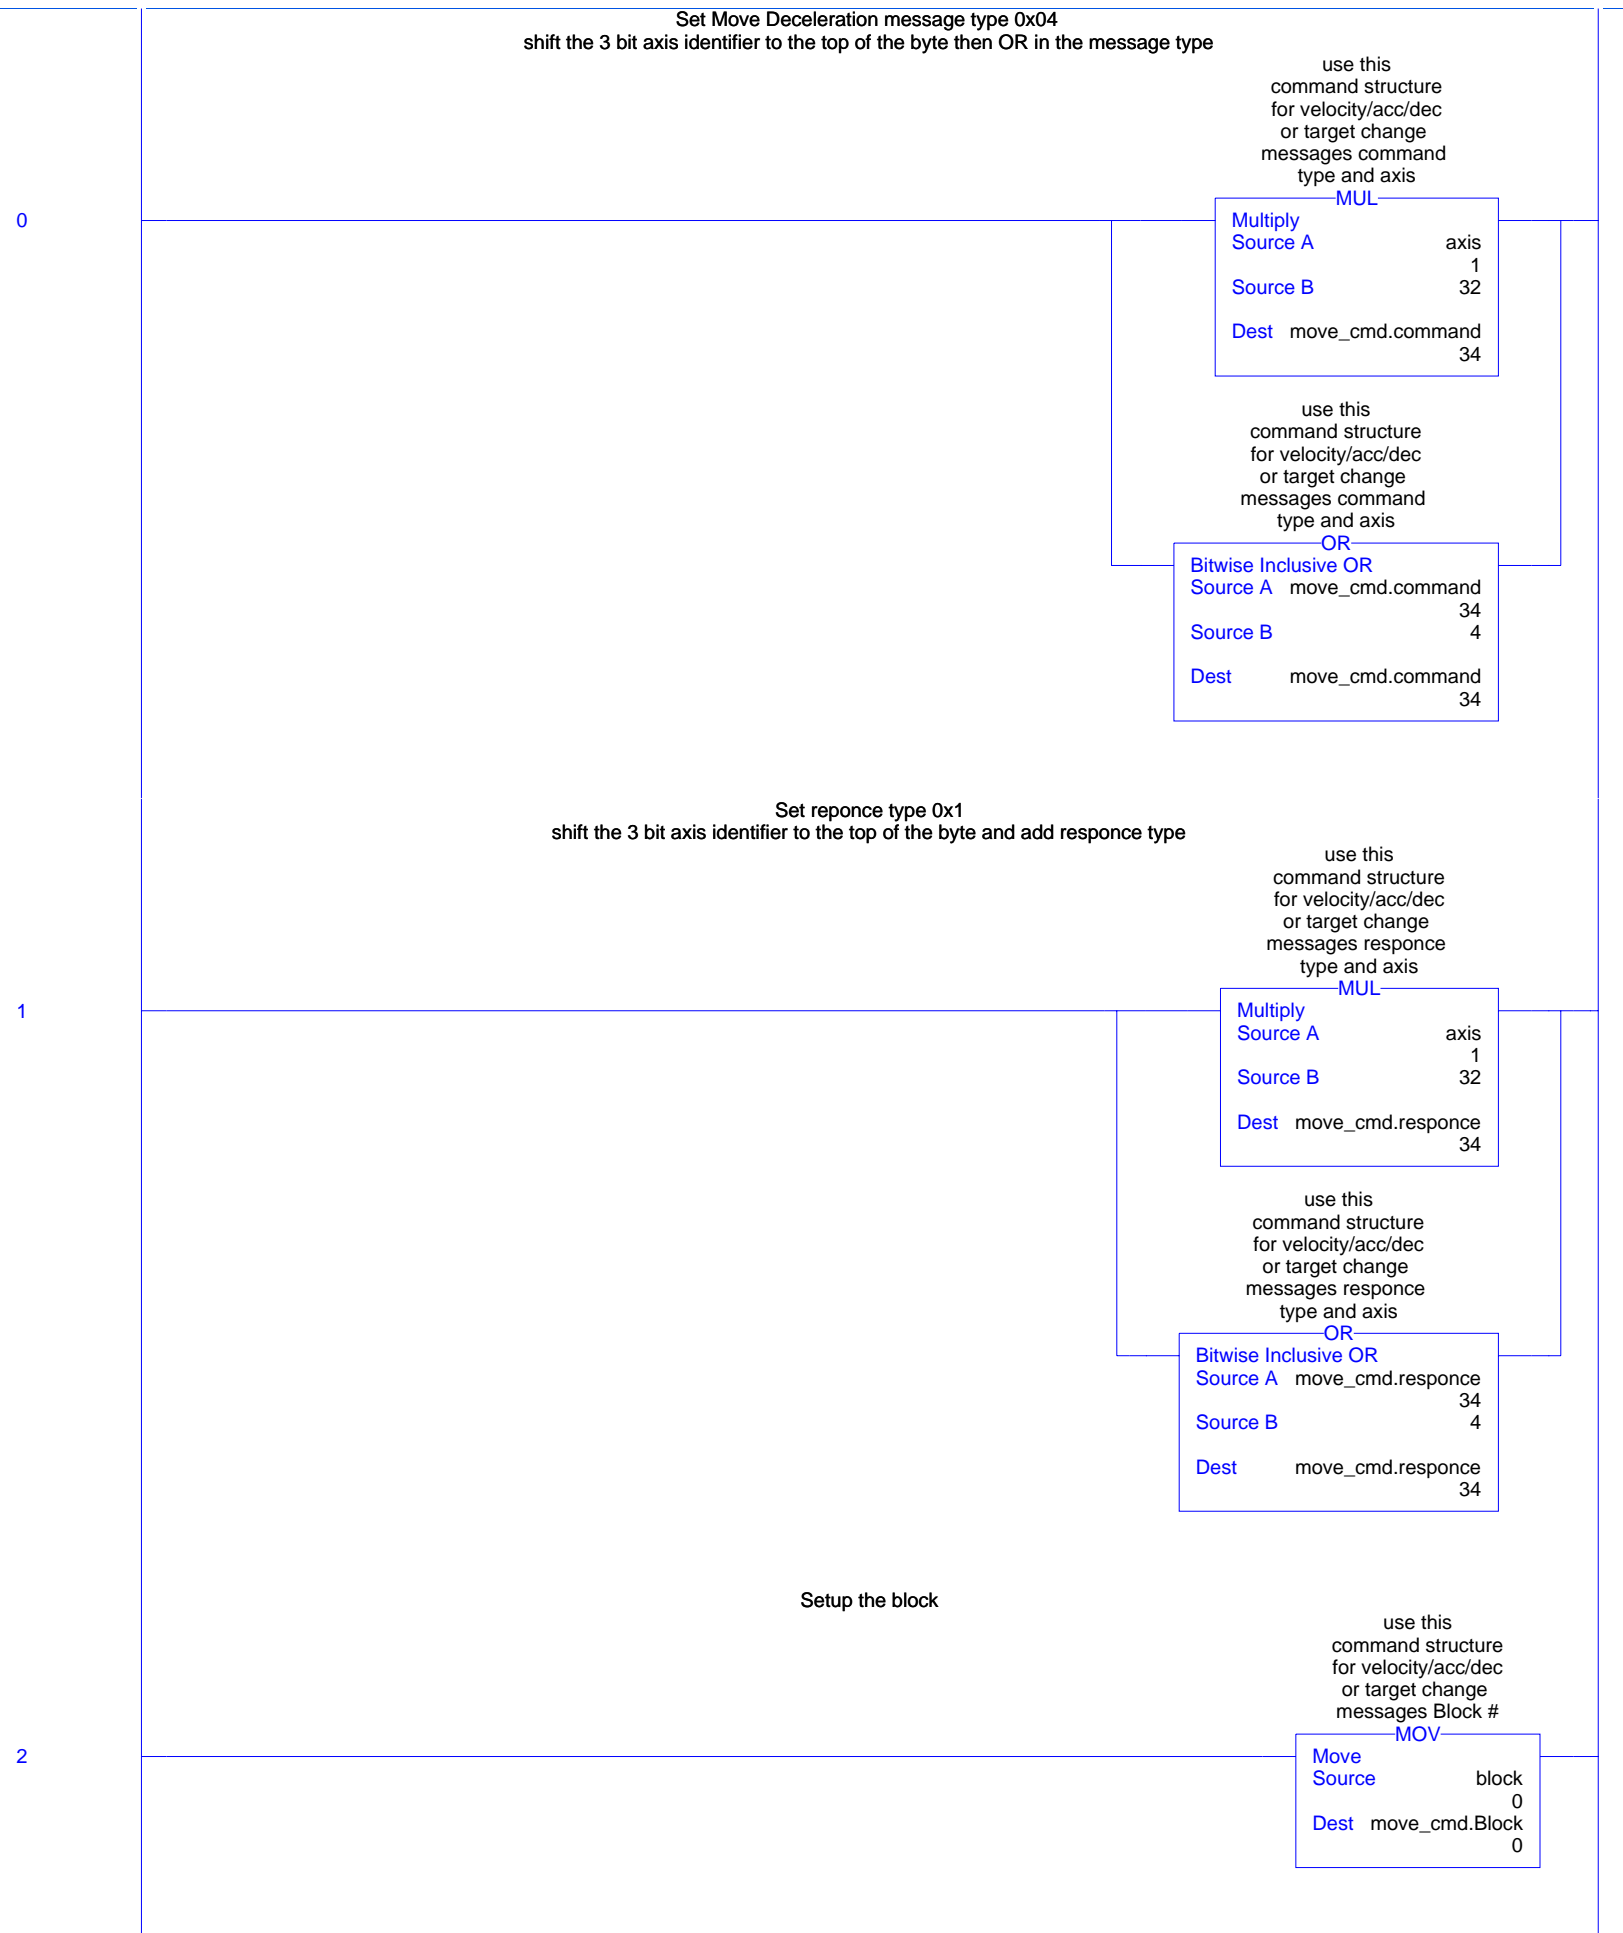 Set Move Deceleration message type 0x04
shift the 3 bit axis identifier to the top of the byte then OR in the message type
use this
command structure
for velocity/acc/dec
or target change
messages command
type and axis
MUL
0
Multiply
Source A axis
1
Source B 32
Dest move_cmd.command
34
use this
command structure
for velocity/acc/dec
or target change
messages command
type and axis
OR
Bitwise Inclusive OR
Source A move_cmd.command
34
Source B 4
Dest move_cmd.command
34
Set reponce type 0x1
shift the 3 bit axis identifier to the top of the byte and add responce type
use this
command structure
for velocity/acc/dec
or target change
messages responce
type and axis
MUL
1
Multiply
Source A axis
1
Source B 32
Dest move_cmd.responce
34
use this
command structure
for velocity/acc/dec
or target change
messages responce
type and axis
OR
Bitwise Inclusive OR
Source A move_cmd.responce
34
Source B 4
Dest move_cmd.responce
34
Setup the block
use this
command structure
for velocity/acc/dec
or target change
messages Block #
MOV
2
Move
Source block
0
Dest move_cmd.Block
0